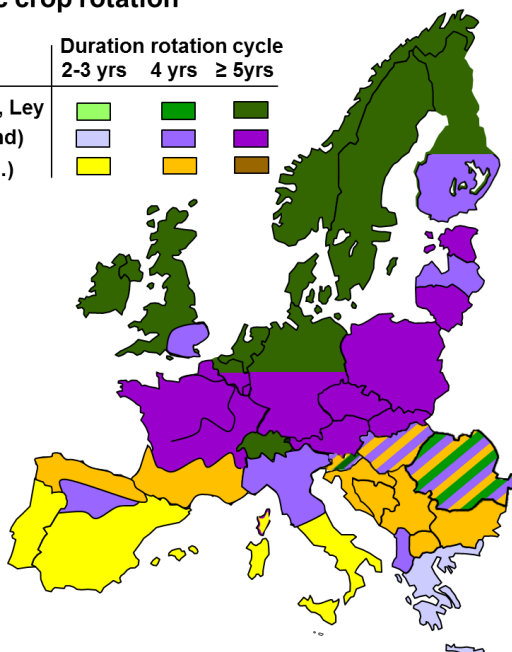 crop rotation
Duration rotation cycle
2-3 yrs 4 yrs ≥ 5yrs
, Ley
nd)
.)